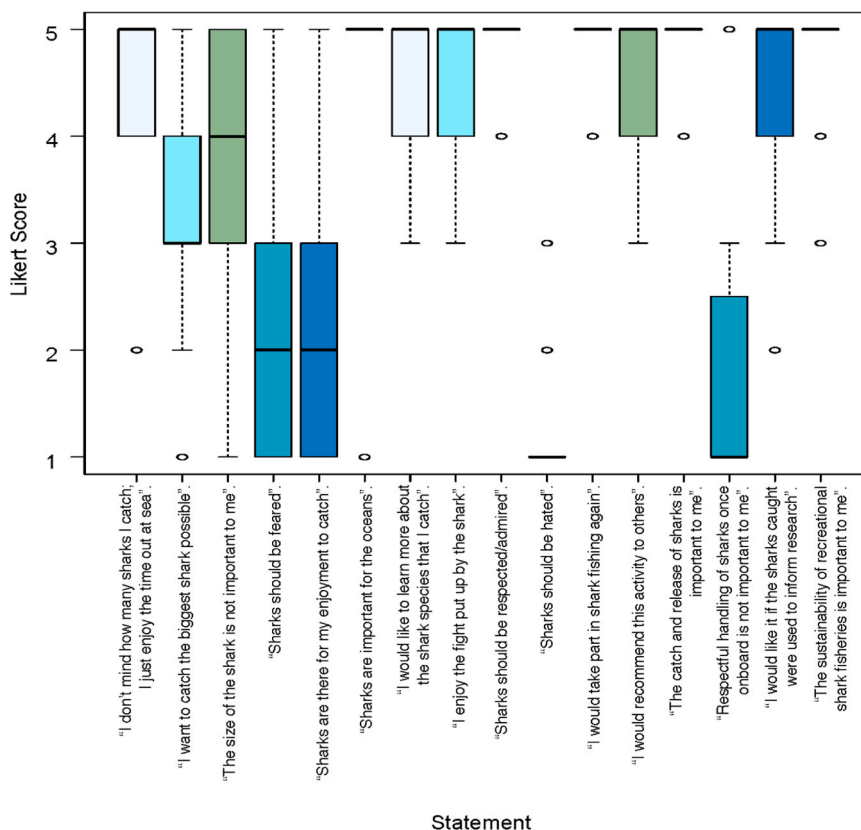 Likert Score
5
4
3
2
1
“I don’t mind how many sharks I catch;
I just enjoy the time out at sea”.
“I want to catch the biggest shark possible”.
“The size of the shark is not important to me”.
“Sharks should be feared”.
“Sharks are there for my enjoyment to catch”.
“Sharks are important for the oceans”.
“I would like to learn more about
the shark species that I catch”.
“I enjoy the fight put up by the shark”.
“Sharks should be respected/admired”.
“Sharks should be hated”.
“I would take part in shark fishing again”
“I would recommend this activity to others”.
“The catch and release of sharks is
important to me”.
“Respectful handling of sharks once
onboard is not important to me”.
“I would like it if the sharks caught
were used to inform research”.
“The sustainability of recreational
shark fisheries is important to me”.
Statement